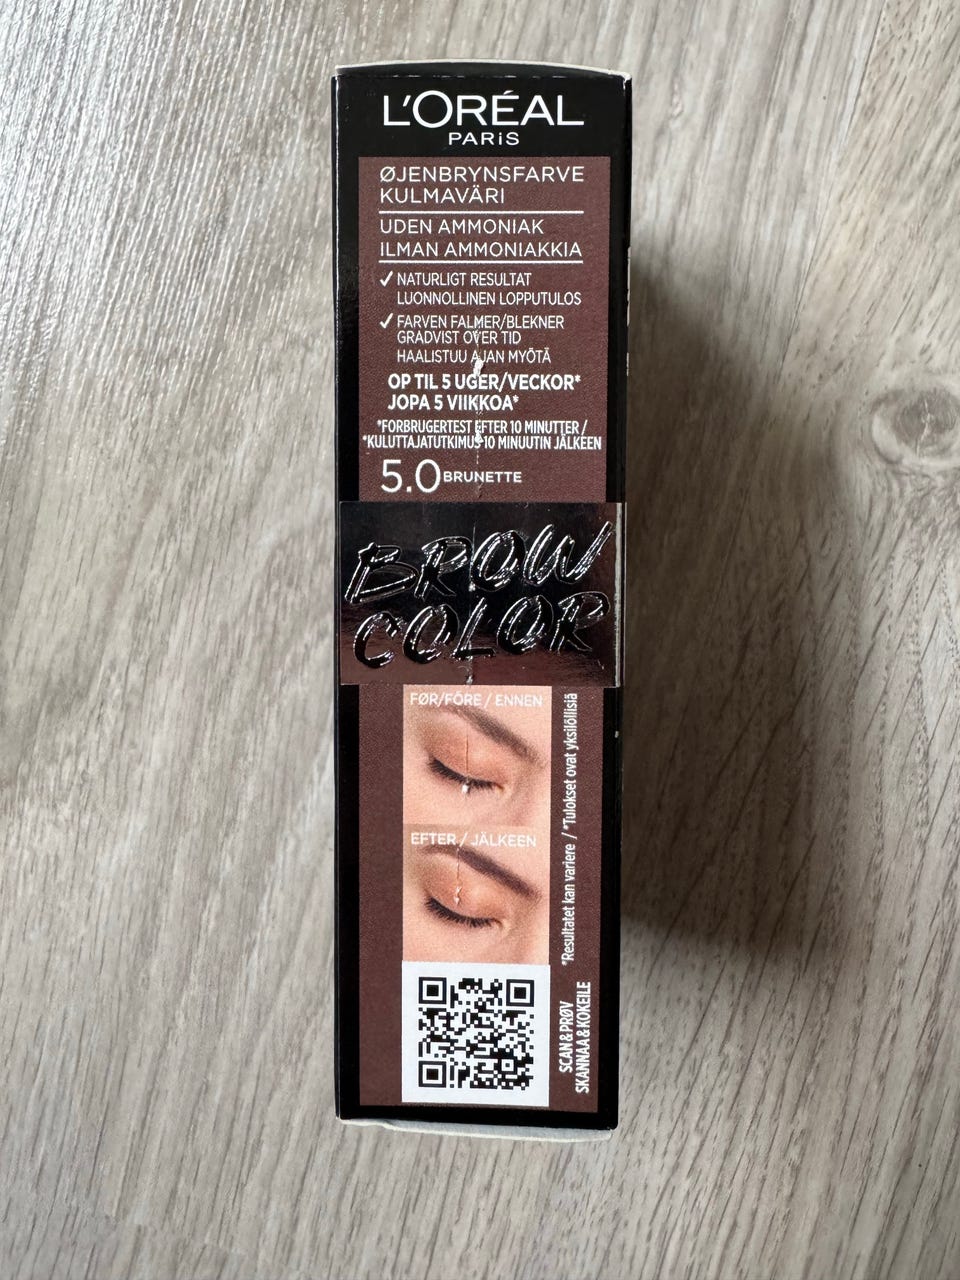 L'ORÉAL
PARiS
ØJENBRYNSFARVE
KULMAVÄRI
UDEN AMMONIAK
ILMAN AMMONIAKKIA
✓ NATURLIGT RESULTAT
LUONNOLLINEN LOPPUTULOS
✓ FARVEN FALMER/BLEKNER
GRADVIST OVER TID
HAALISTUU AJAN MYÖTÄ
OP TIL 5 UGER/VECKOR*
JOPA 5 VIIKKOA*
*FORBRUGERTEST EFTER 10 MINUTTER /
*KULUTTAJATUTKIMUS 10 MINUUTIN JÄLKEEN
5.0 BRUNETTE
BROW
COLOR
FØR/FÖRE / ENNEN
EFTER / JÄLKEEN
*Resultatet kan variere / *Tulokset ovat yksilöllisiä
SCAN & PRØV
SKANNAA & KOKEILE